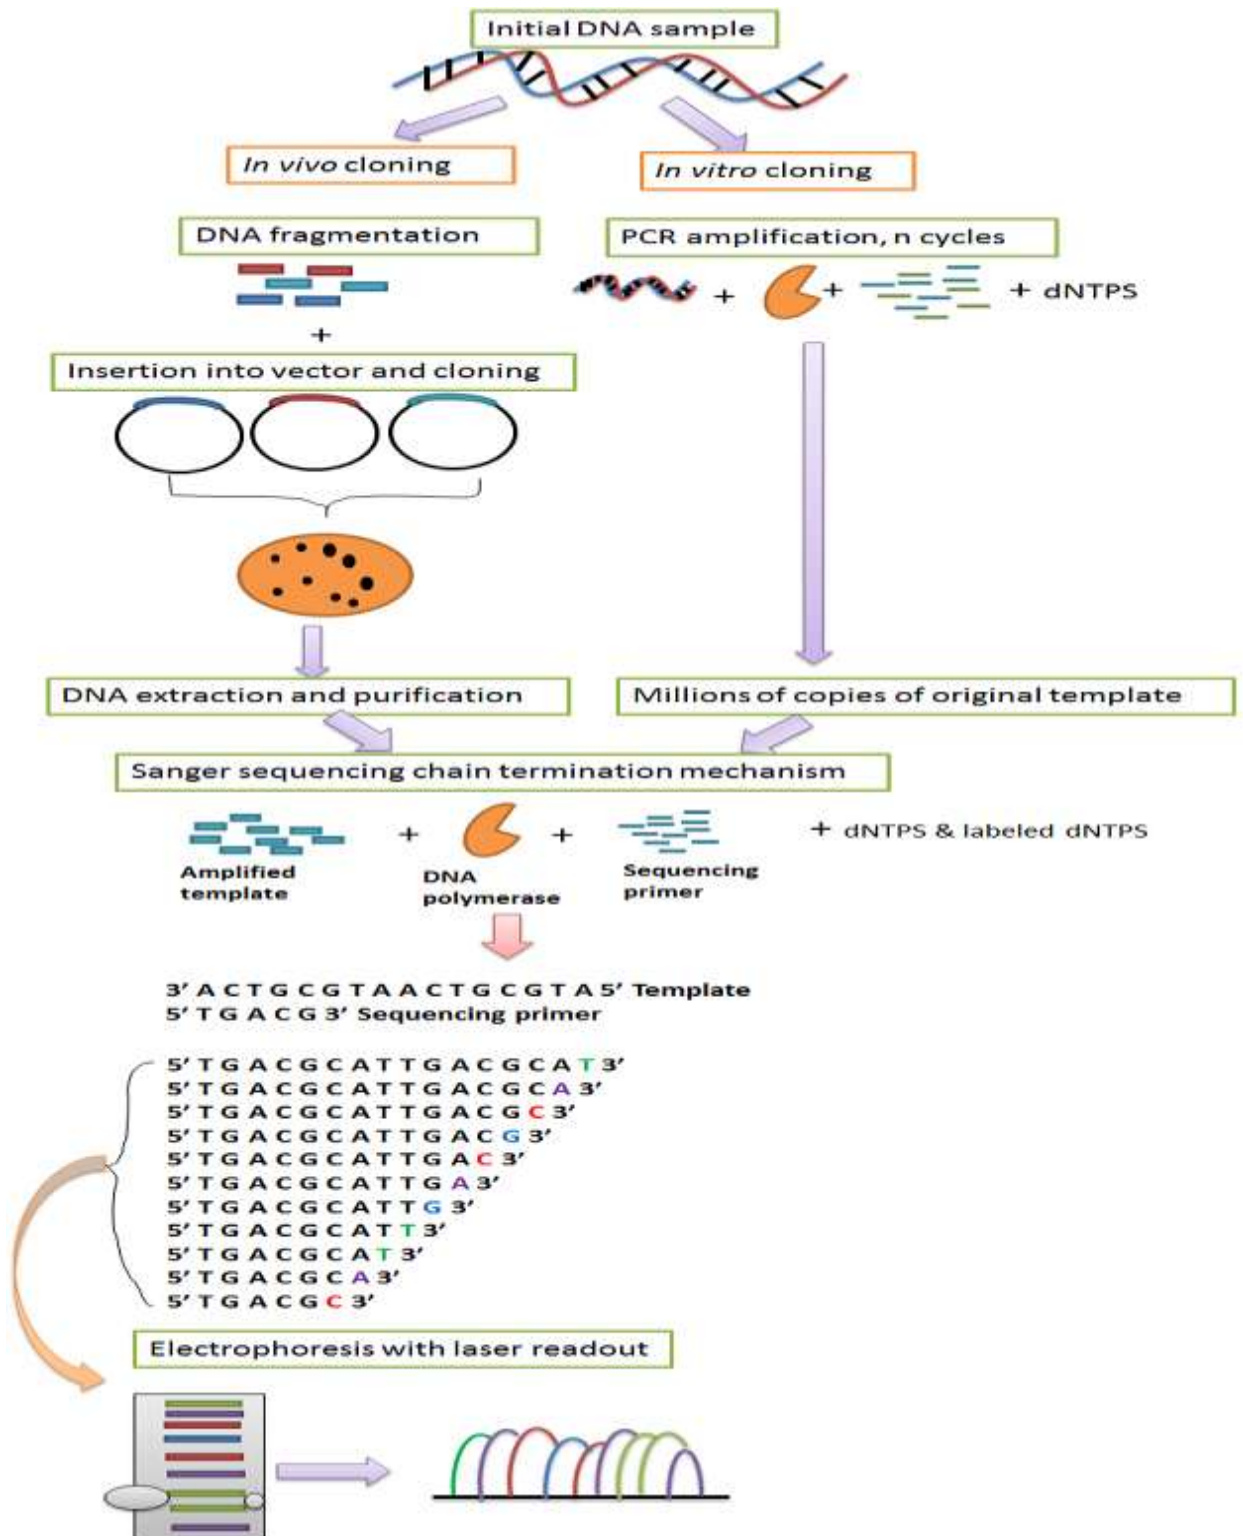 Initial DNA sample
In vivo cloning
In vitro cloning
DNA fragmentation
PCR amplification, n cycles
+ + + dNTPS
+
Insertion into vector and cloning
DNA extraction and purification
Millions of copies of original template
Sanger sequencing chain termination mechanism
+ + + dNTPS & labeled dNTPS
Amplified
template
DNA
polymerase
Sequencing
primer
3’ A C T G C G T A A C T G C G T A 5’ Template
5’ T G A C G 3’ Sequencing primer
5’ T G A C G C A T T G A C G C A T 3’
5’ T G A C G C A T T G A C G C A 3’
5’ T G A C G C A T T G A C G C 3’
5’ T G A C G C A T T G A C G 3’
5’ T G A C G C A T T G A C 3’
5’ T G A C G C A T T G A 3’
5’ T G A C G C A T T G 3’
5’ T G A C G C A T T 3’
5’ T G A C G C A T 3’
5’ T G A C G C A 3’
5’ T G A C G C 3’
Electrophoresis with laser readout